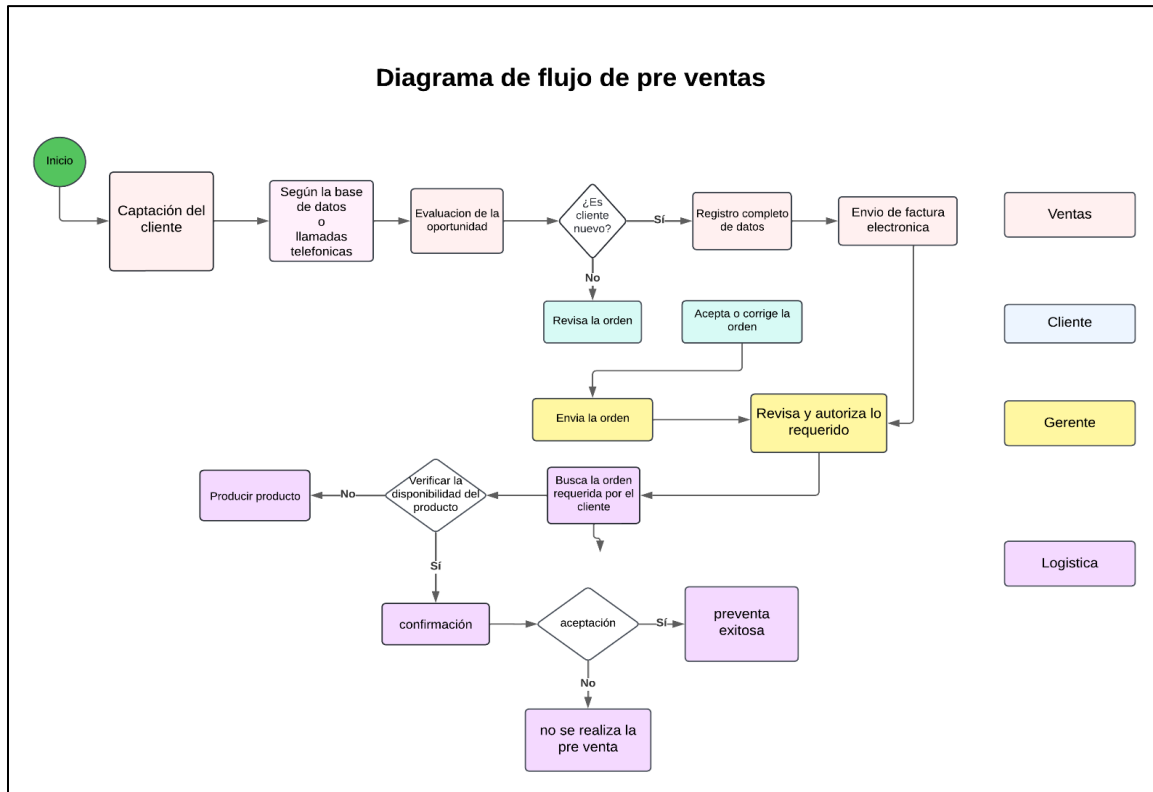 Diagrama de flujo de pre ventas
Inicio
Captación del
cliente
Según la base
de datos
o
llamadas
telefonicas
Evaluacion de la
oportunidad
¿Es
cliente
nuevo?
Sí
Registro completo
de datos
Envio de factura
electronica
Ventas
No
Revisa la orden
Acepta o corrige la
orden
Cliente
Envia la orden
Revisa y autoriza lo
requerido
Gerente
Producir producto
No
Verificar la
disponibilidad del
producto
Busca la orden
requerida por el
cliente
Logistica
Sí
confirmación
aceptación
Sí
preventa
exitosa
No
no se realiza la
pre venta